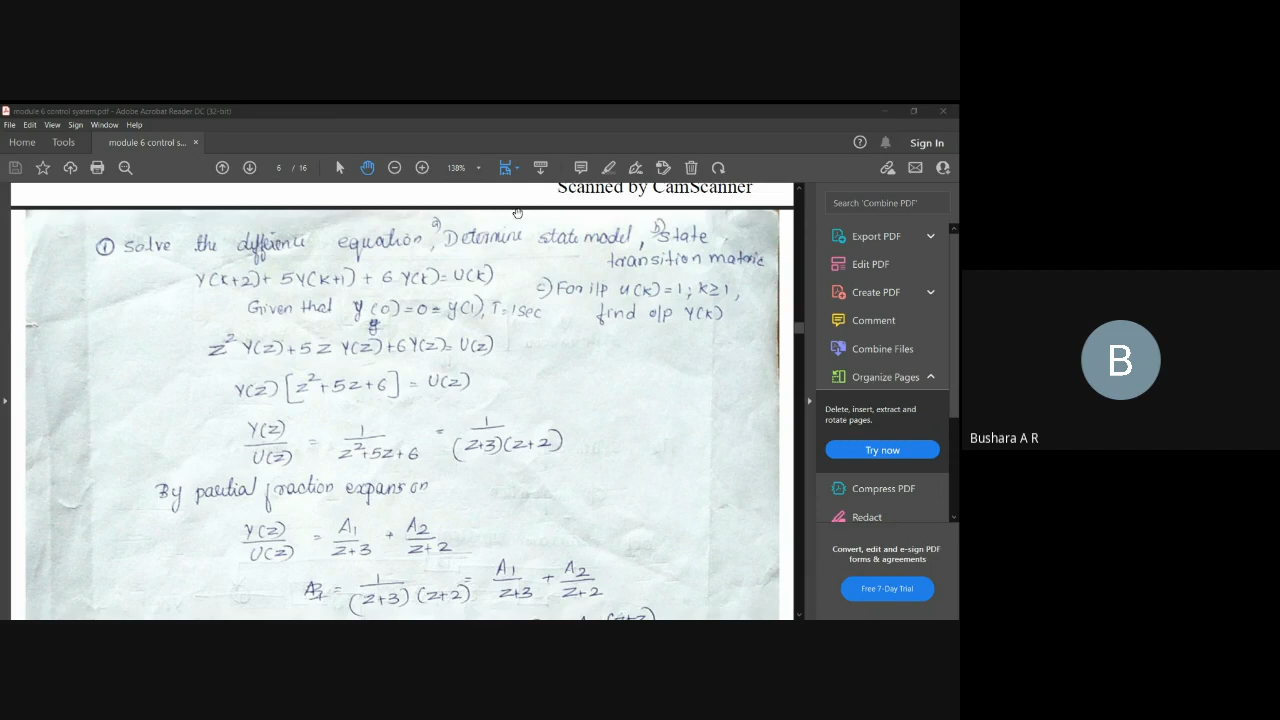 module 6 control syatem.pdf - Adobe Acrobat Reader DC (32-bit)
File Edit View Sign Window Help
Home Tools module 6 control s... × Sign In
6 / 16 138%
Scanned by CamScanner
① Solve the difference equation, a) Determine state model, b) State
transition matrix
Y(k+2) + 5Y(k+1) + 6 Y(k) = U(k)
c) For i/p u(k) = 1; k≥1,
Given that y(0) = 0 = y(1), T = 1 sec find o/p Y(k)
z² Y(z) + 5 z Y(z) + 6 Y(z) = U(z)
Y(z) [z² + 5z + 6] = U(z)
Y(z)/U(z) = 1/(z² + 5z + 6) = 1/((z+3)(z+2))
By partial fraction expansion
Y(z)/U(z) = A₁/(z+3) + A₂/(z+2)
1/((z+3)(z+2)) = A₁/(z+3) + A₂/(z+2)
Search 'Combine PDF'
Export PDF
Edit PDF
Create PDF
Comment
Combine Files
Organize Pages
Delete, insert, extract and
rotate pages.
Try now
Compress PDF
Redact
Convert, edit and e-sign PDF
forms & agreements
Free 7-Day Trial
B
Bushara A R